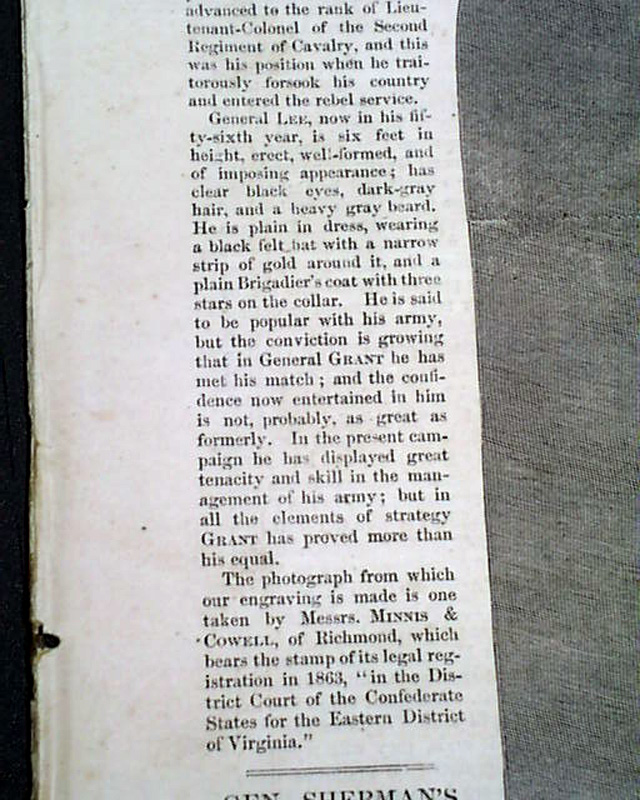 advanced to the rank of Lieu-
tenant-Colonel of the Second
Regiment of Cavalry, and this
was his position when he trai-
torously forsook his country
and entered the rebel service.
General LEE, now in his fif-
ty-sixth year, is six feet in
height, erect, well-formed, and
of imposing appearance; has
clear black eyes, dark-gray
hair, and a heavy gray beard.
He is plain in dress, wearing
a black felt hat with a narrow
strip of gold around it, and a
plain Brigadier's coat with three
stars on the collar. He is said
to be popular with his army,
but the conviction is growing
that in General GRANT he has
met his match; and the confi-
dence now entertained in him
is not, probably, as great as
formerly. In the present cam-
paign he has displayed great
tenacity and skill in the man-
agement of his army; but in
all the elements of strategy
GRANT has proved more than
his equal.
The photograph from which
our engraving is made is one
taken by Messrs. MINNIS &
COWELL, of Richmond, which
bears the stamp of its legal reg-
istration in 1863, "in the Dis-
trict Court of the Confederate
States for the Eastern District
of Virginia."
GEN. SHERMAN'S